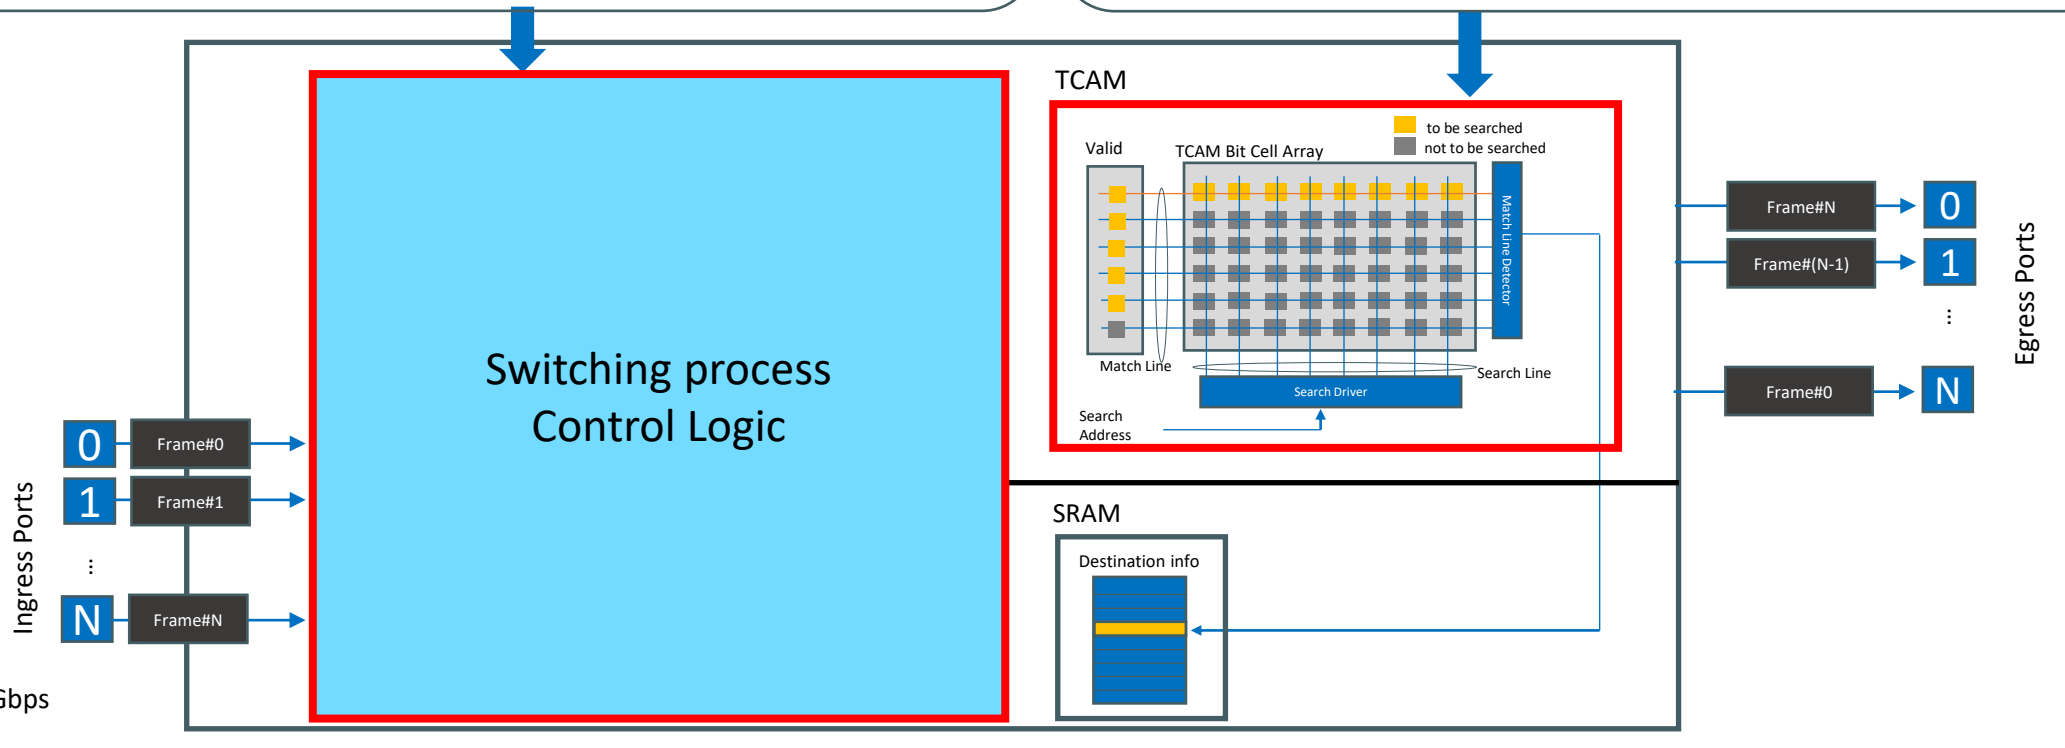 TCAM
to be searched
not to be searched
Valid
TCAM Bit Cell Array
Match Line Detector
Match Line
Search Line
Search Driver
Search
Address
Switching process
Control Logic
Ingress Ports
0
Frame#0
1
Frame#1
...
N
Frame#N
Gbps
SRAM
Destination info
Frame#N
0
Frame#(N-1)
1
...
Frame#0
N
Egress Ports